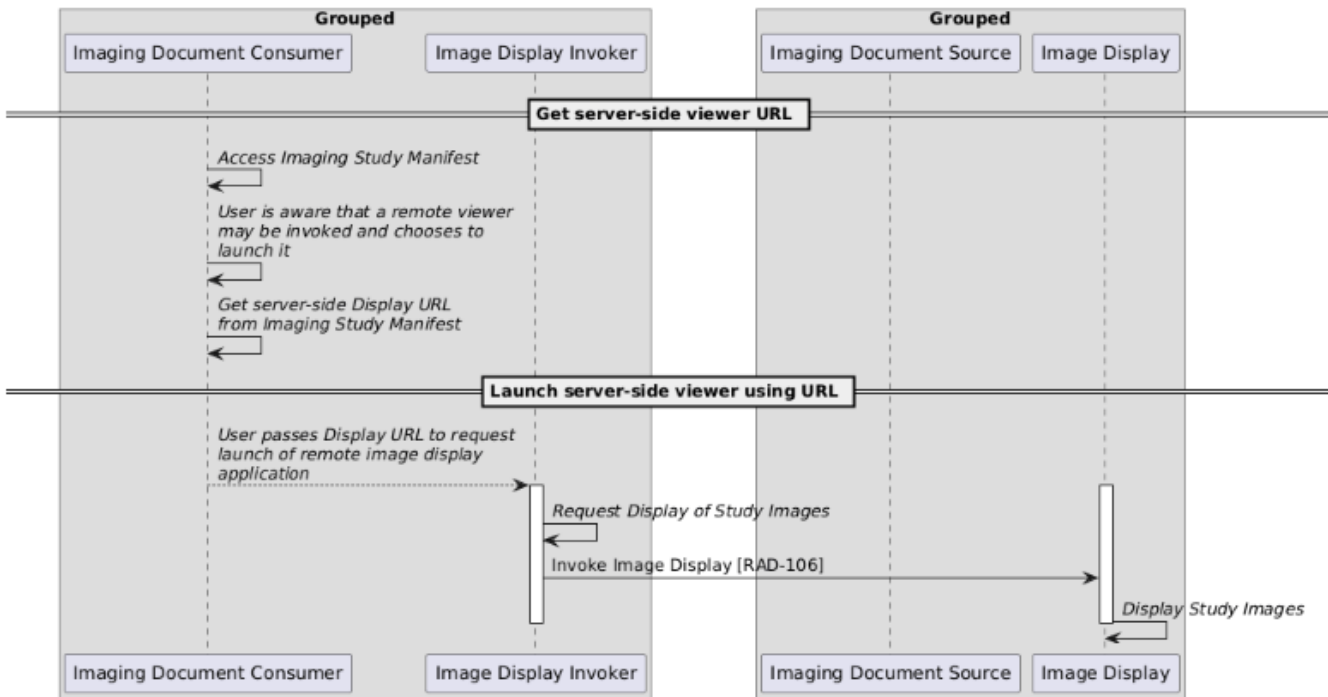 Grouped
Grouped
Imaging Document Consumer
Image Display Invoker
Imaging Document Source
Image Display
Get server-side viewer URL
Access Imaging Study Manifest
User is aware that a remote viewer
may be invoked and chooses to
launch it
Get server-side Display URL
from Imaging Study Manifest
Launch server-side viewer using URL
User passes Display URL to request
launch of remote image display
application
Request Display of Study Images
Invoke Image Display [RAD-106]
Display Study Images
Imaging Document Consumer
Image Display Invoker
Imaging Document Source
Image Display